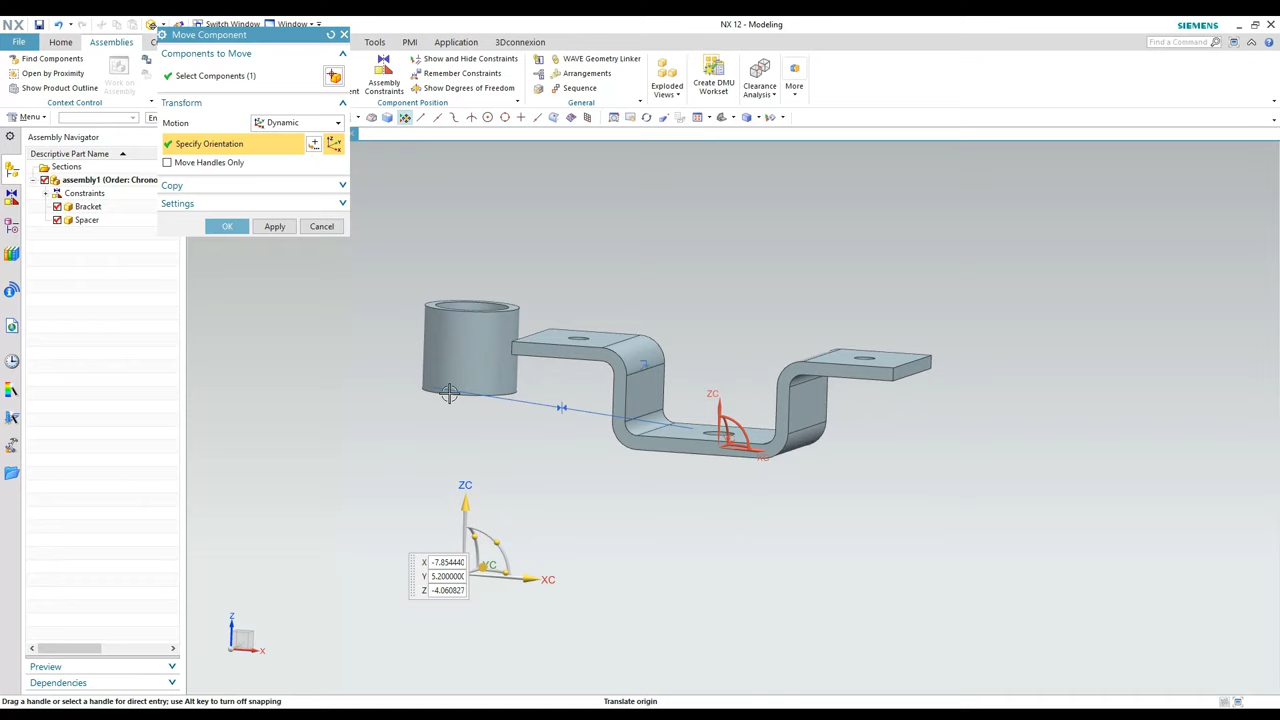 NX
Switch Window
Window
NX 12 - Modeling
SIEMENS
File
Home
Assemblies
Tools
PMI
Application
3Dconnexion
Find a Command
Find Components
Open by Proximity
Show Product Outline
Work on
Assembly
Context Control
Assembly
Constraints
Show and Hide Constraints
Remember Constraints
Show Degrees of Freedom
Component Position
WAVE Geometry Linker
Arrangements
Sequence
General
Exploded
Views
Create DMU
Workset
Clearance
Analysis
More
Menu
En
Move Component
Components to Move
Select Components (1)
Transform
Motion
Dynamic
Specify Orientation
Move Handles Only
Copy
Settings
OK
Apply
Cancel
Assembly Navigator
Descriptive Part Name
Sections
assembly1 (Order: Chrono
Constraints
Bracket
Spacer
ZC
ZC
YC
XC
X -7.854440
Y 5.2000000
Z -4.060827
Z
X
Preview
Dependencies
Drag a handle or select a handle for direct entry; use Alt key to turn off snapping
Translate origin